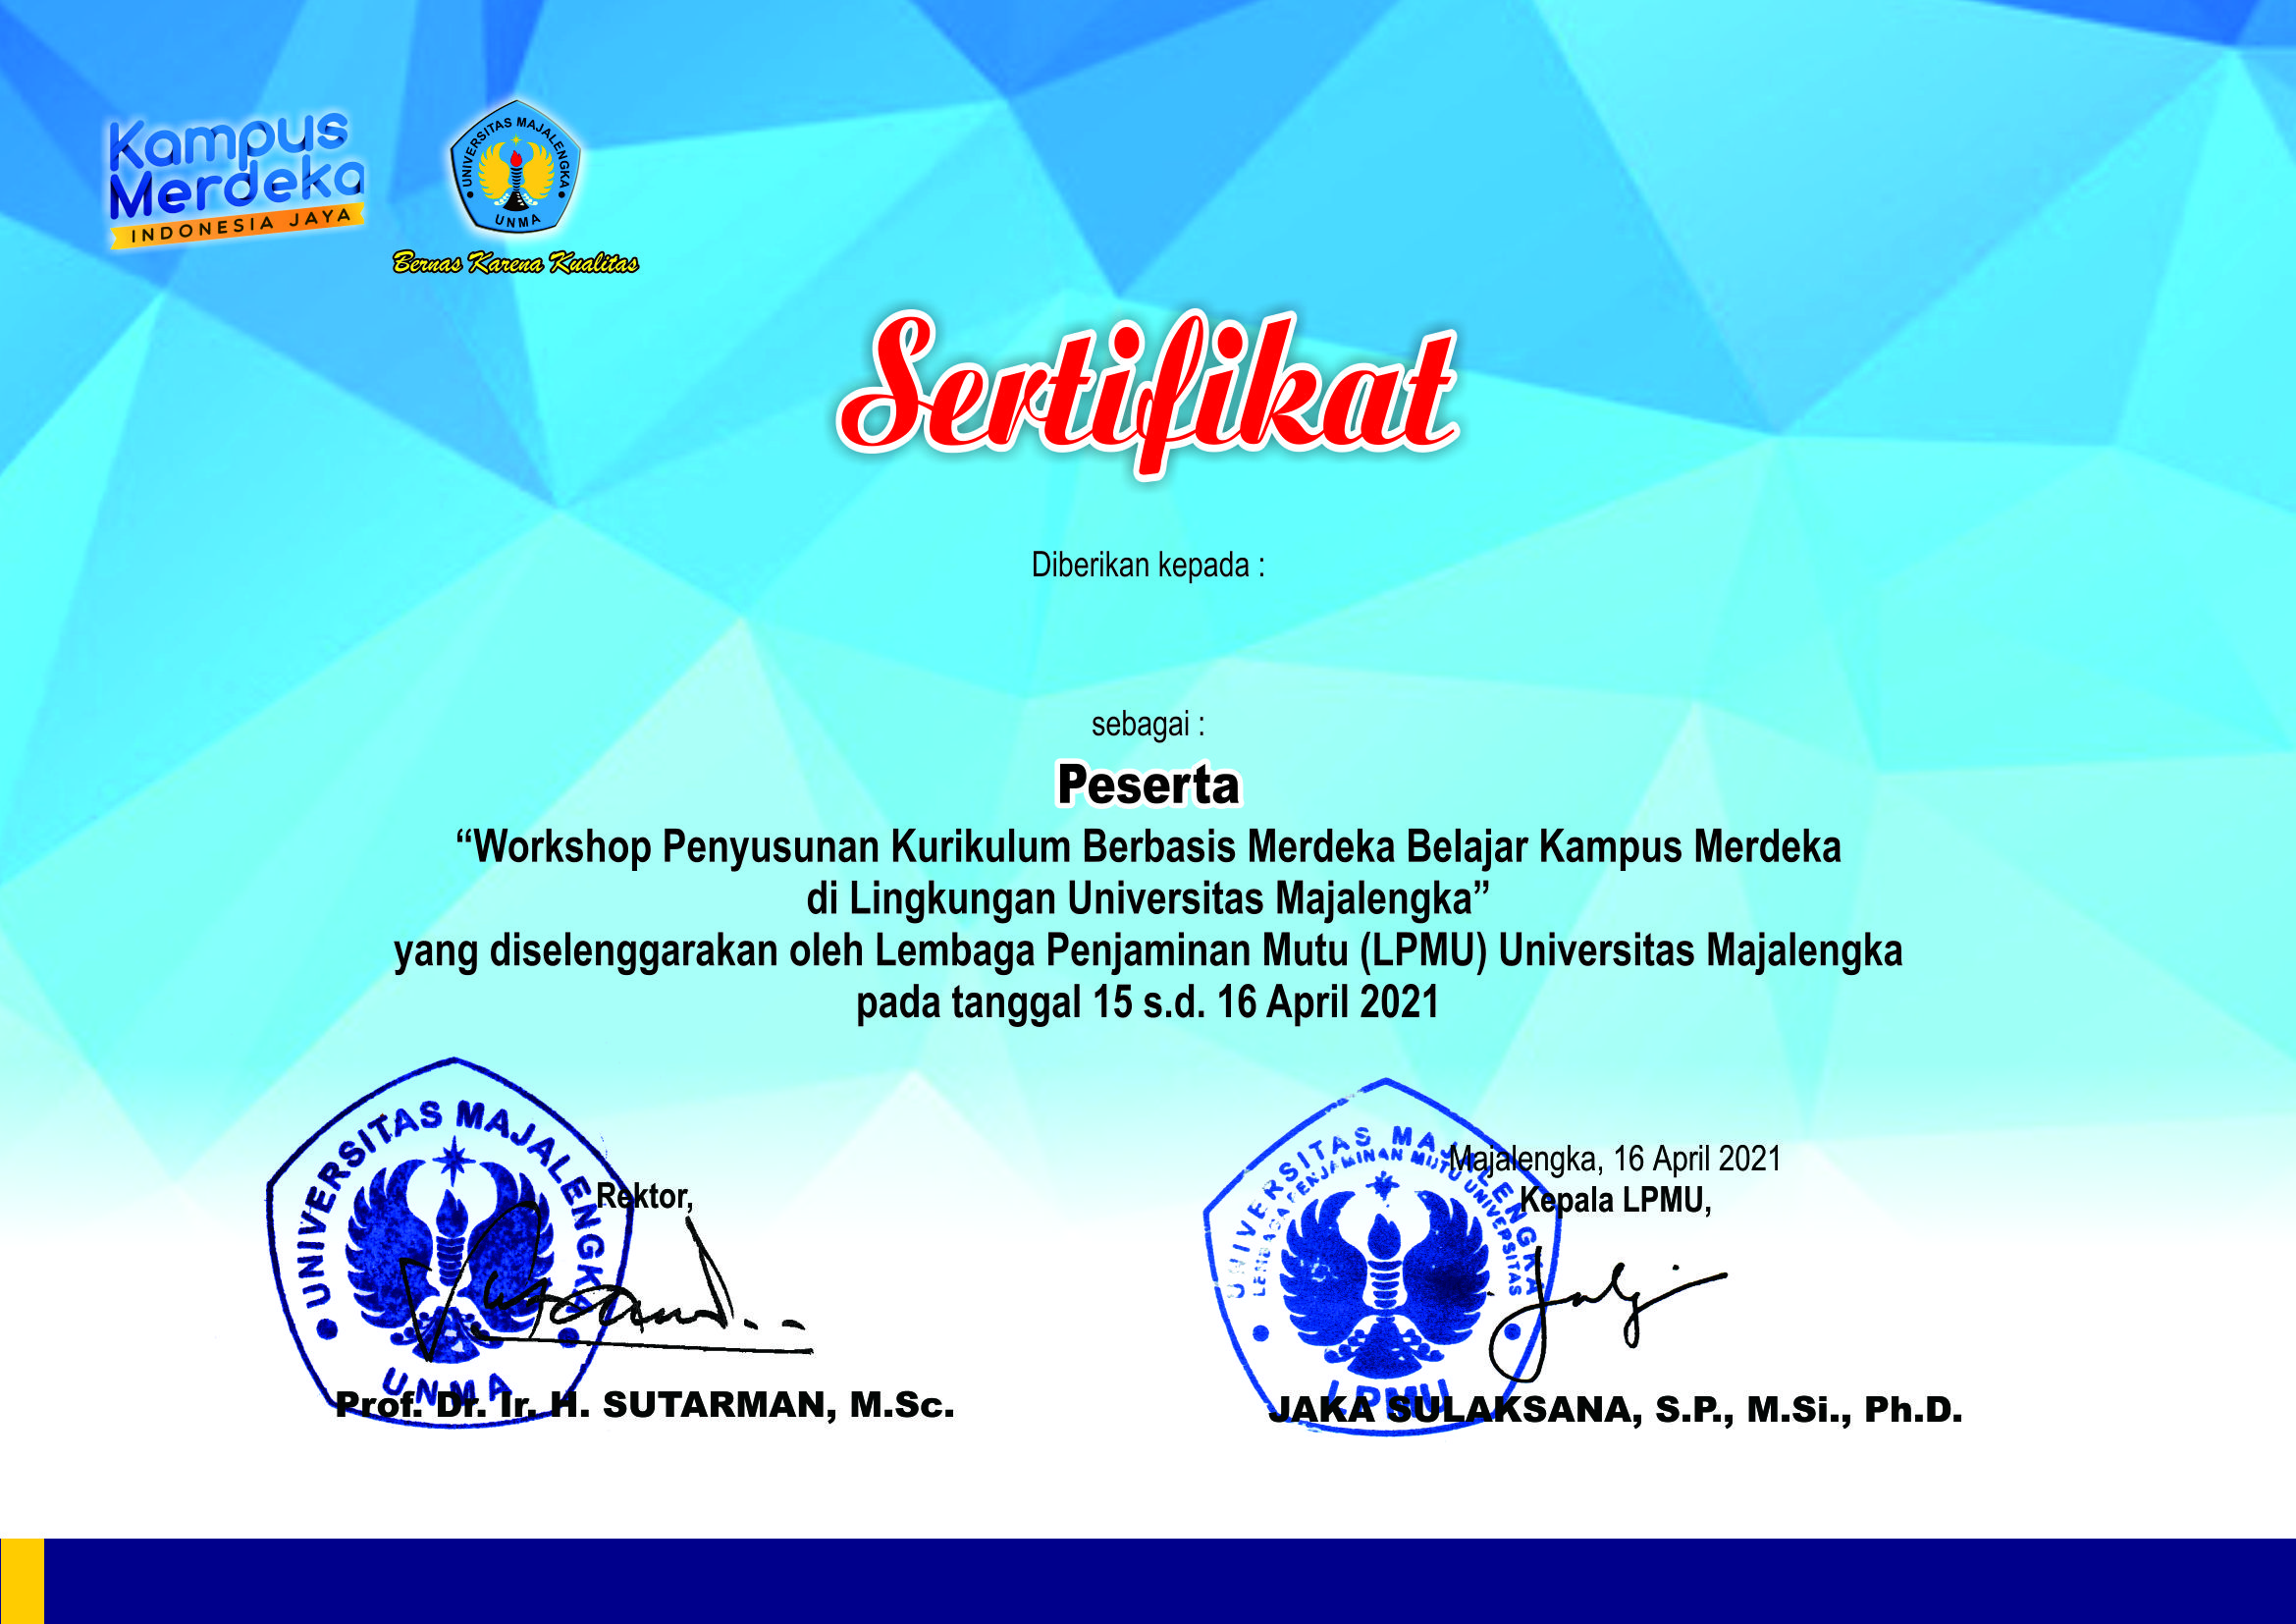 Kampus
Merdeka
INDONESIA JAYA
UNIVERSITAS MAJALENGKA
UNMA
Bernas Karena Kualitas
Sertifikat
Diberikan kepada :
sebagai :
Peserta
“Workshop Penyusunan Kurikulum Berbasis Merdeka Belajar Kampus Merdeka
di Lingkungan Universitas Majalengka”
yang diselenggarakan oleh Lembaga Penjaminan Mutu (LPMU) Universitas Majalengka
pada tanggal 15 s.d. 16 April 2021
UNIVERSITAS MAJALENGKA
UNMA
Rektor,
Prof. Dr. Ir. H. SUTARMAN, M.Sc.
UNIVERSITAS MAJALENGKA
LEMBAGA PENJAMINAN MUTU UNIVERSITAS
LPMU
Majalengka, 16 April 2021
Kepala LPMU,
JAKA SULAKSANA, S.P., M.Si., Ph.D.